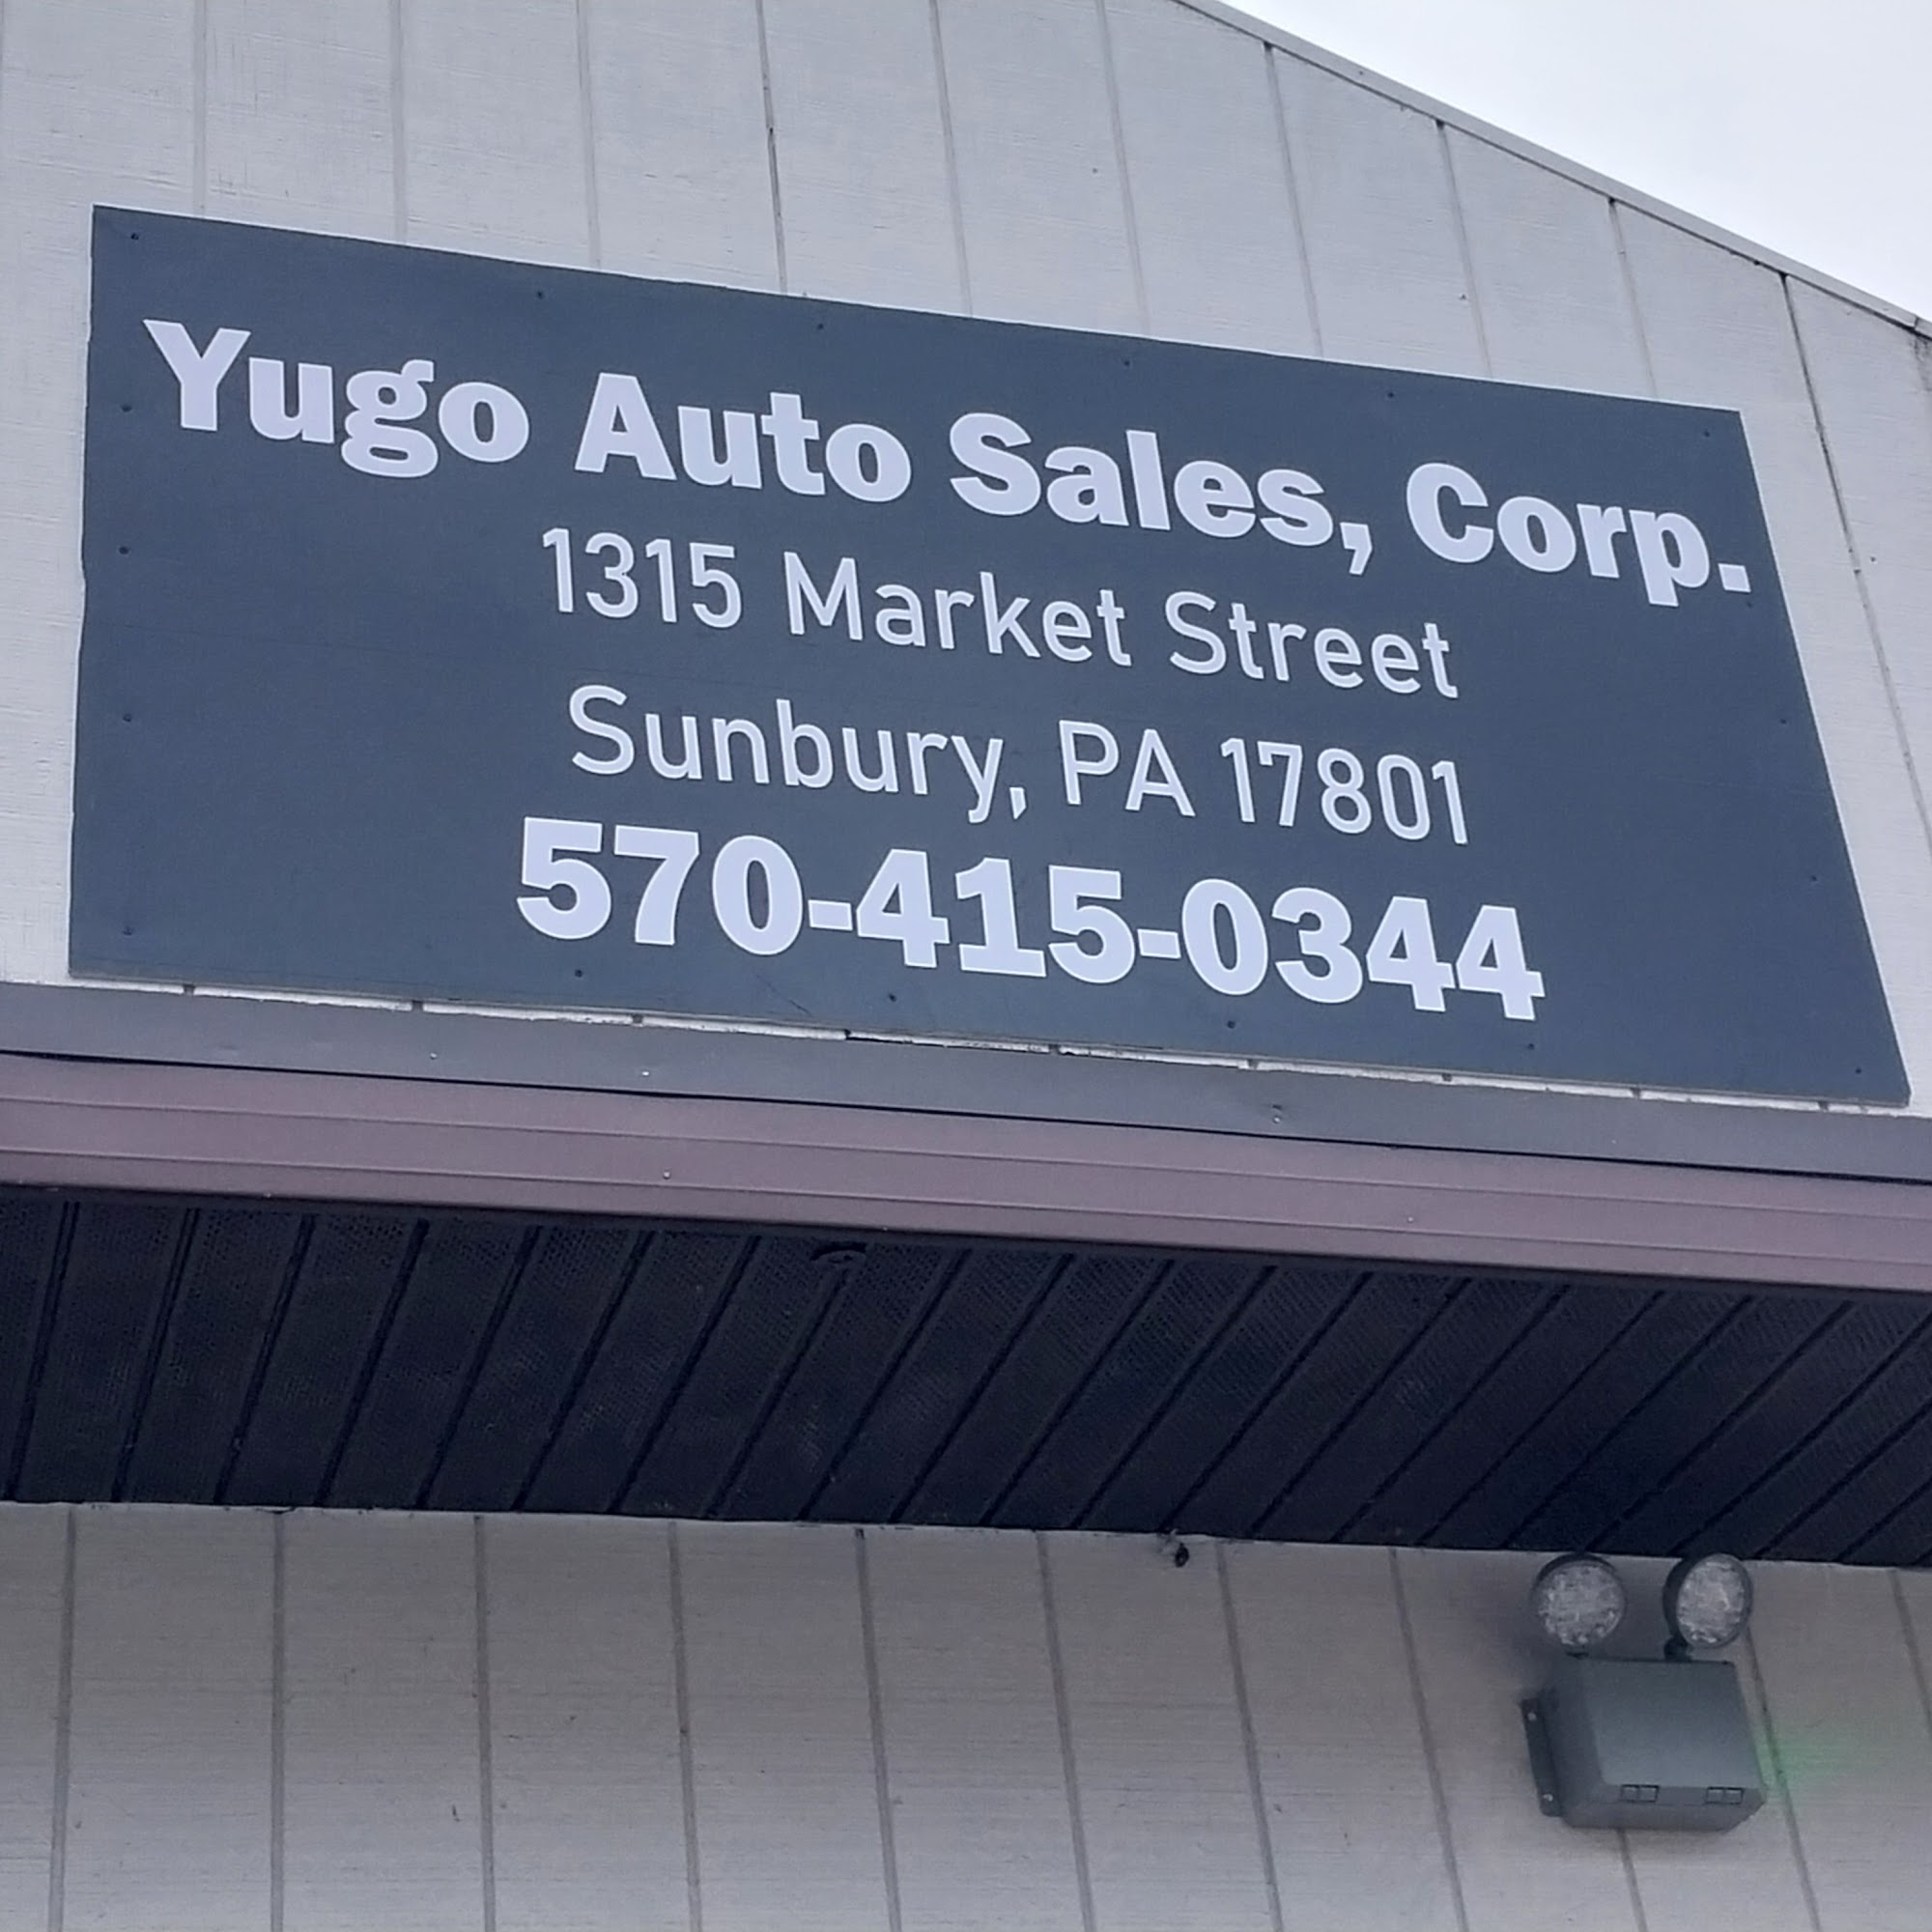 Yugo Auto Sales, Corp.
1315 Market Street
Sunbury, PA 17801
570-415-0344